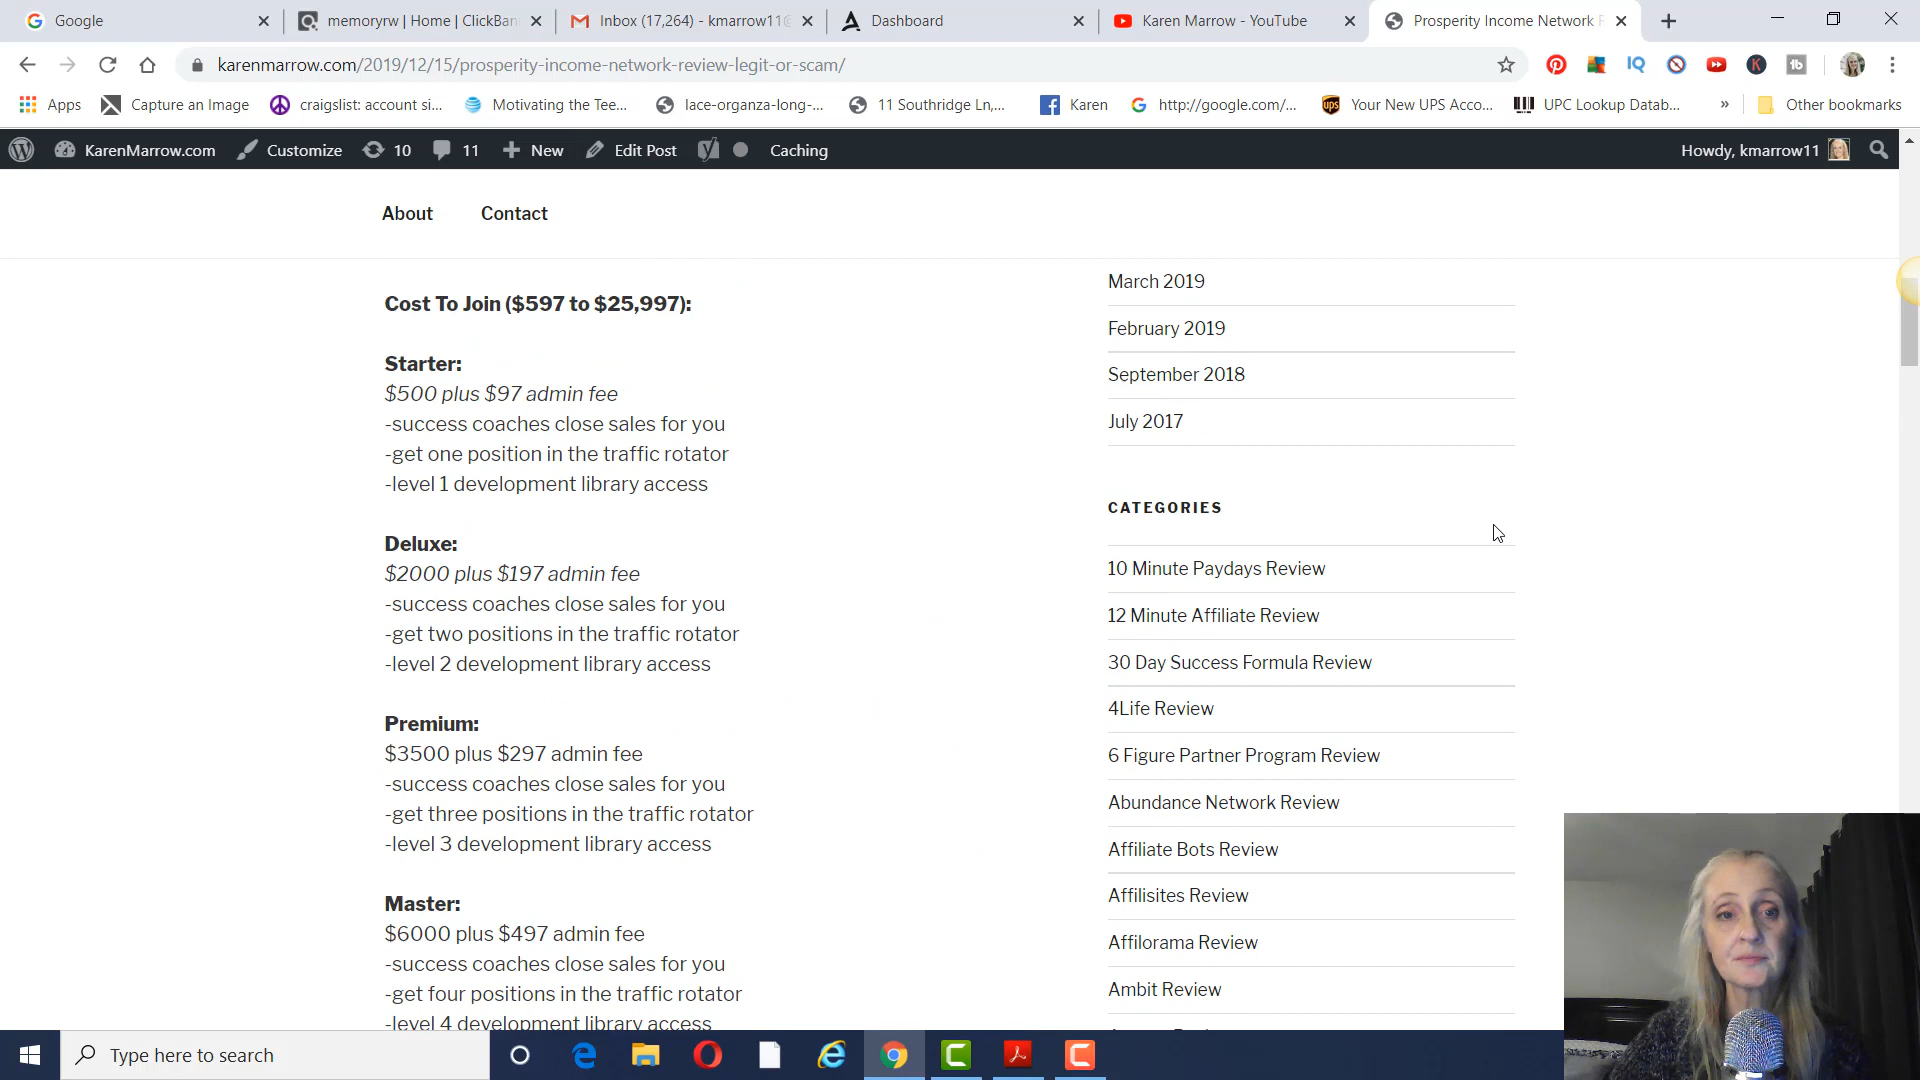 Google
memoryrw | Home | ClickBan
Inbox (17,264) - kmarrow11@
Dashboard
Karen Marrow - YouTube
Prosperity Income Network R
karenmarrow.com/2019/12/15/prosperity-income-network-review-legit-or-scam/
Apps
Capture an Image
craigslist: account si...
Motivating the Tee...
lace-organza-long-...
11 Southridge Ln,...
Karen
http://google.com/...
Your New UPS Acco...
UPC Lookup Datab...
»
Other bookmarks
KarenMarrow.com
Customize
10
11
New
Edit Post
Caching
Howdy, kmarrow11
About
Contact
Cost To Join ($597 to $25,997):
Starter:
$500 plus $97 admin fee
-success coaches close sales for you
-get one position in the traffic rotator
-level 1 development library access
Deluxe:
$2000 plus $197 admin fee
-success coaches close sales for you
-get two positions in the traffic rotator
-level 2 development library access
Premium:
$3500 plus $297 admin fee
-success coaches close sales for you
-get three positions in the traffic rotator
-level 3 development library access
Master:
$6000 plus $497 admin fee
-success coaches close sales for you
-get four positions in the traffic rotator
-level 4 development library access
March 2019
February 2019
September 2018
July 2017
CATEGORIES
10 Minute Paydays Review
12 Minute Affiliate Review
30 Day Success Formula Review
4Life Review
6 Figure Partner Program Review
Abundance Network Review
Affiliate Bots Review
Affilisites Review
Affilorama Review
Ambit Review
Type here to search